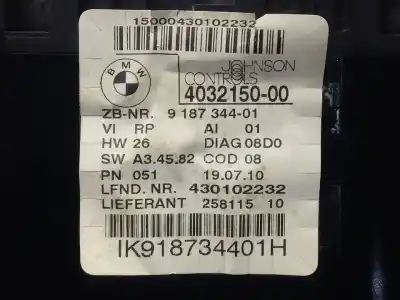 15000430102232
BMW
JOHNSON
CONTROLS
4032150-00
ZB-NR. 9 187 344-01
VI RP AI 01
HW 26 DIAG 08D0
SW A3.45.82 COD 08
PN 051 19.07.10
LFND. NR. 430102232
LIEFERANT 258115 10
IK918734401H